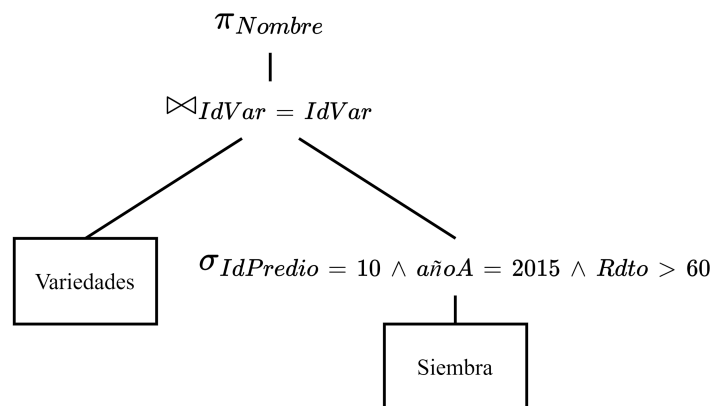 π Nombre
⋈ IdVar = IdVar
Variedades
σ IdPredio = 10 ∧ añoA = 2015 ∧ Rdto > 60
Siembra